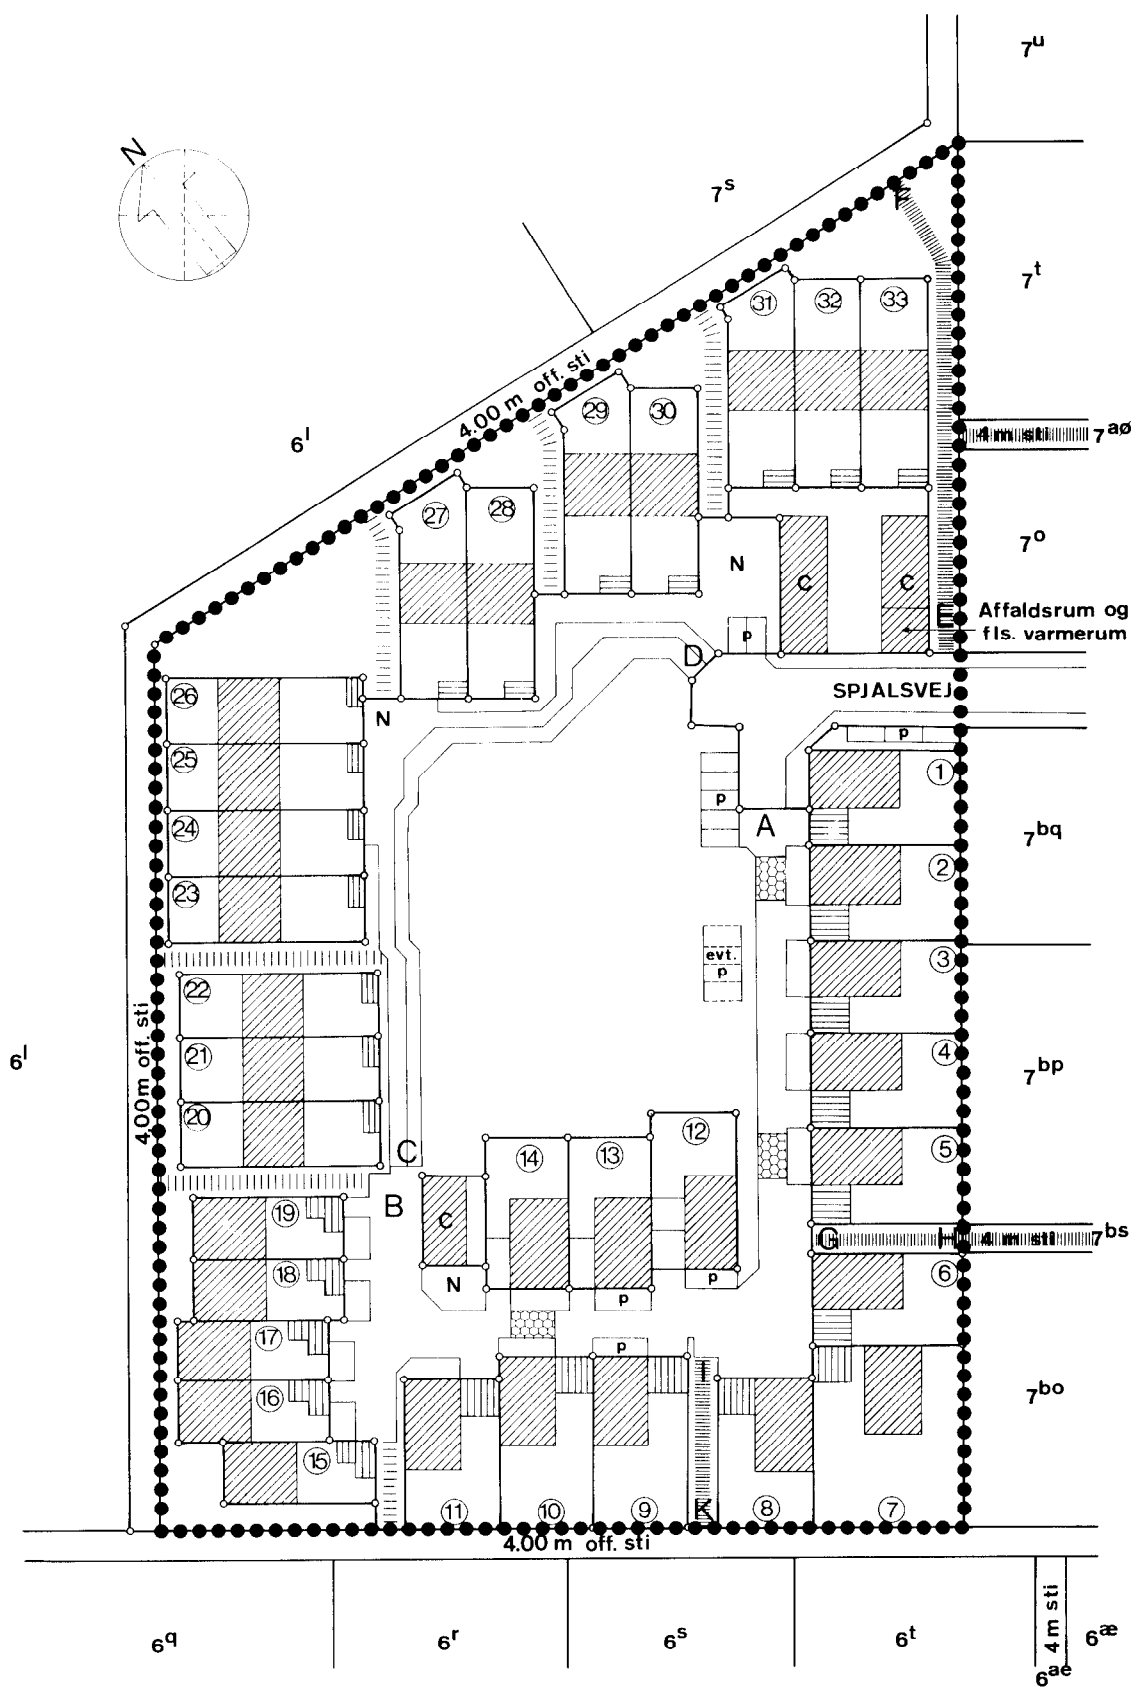 7ᵘ
N
7ˢ
F
7ᵗ
31 32 33
4.00 m off. sti
29 30
6ˡ
4 m sti 7ᵃᵒ̷
27 28
7ᵒ
N
C C
E Affaldsrum og
fls. varmerum
p
D
SPJALSVEJ
26
N
p
25
1
p
A
24
7ᵇq
2
23
evt.
p
3
22
4.00m off. sti
21
6ˡ
4
7ᵇᵖ
20
12
C
14 13
5
B
19
C
G H 4 m sti 7ᵇˢ
18
N
p
6
p
17
p
I
16
7ᵇᵒ
15
11 10 9 K 8 7
4.00 m off. sti
6q 6ʳ 6ˢ 6ᵗ
4 m sti
6ᵃᵉ
6ᵆ